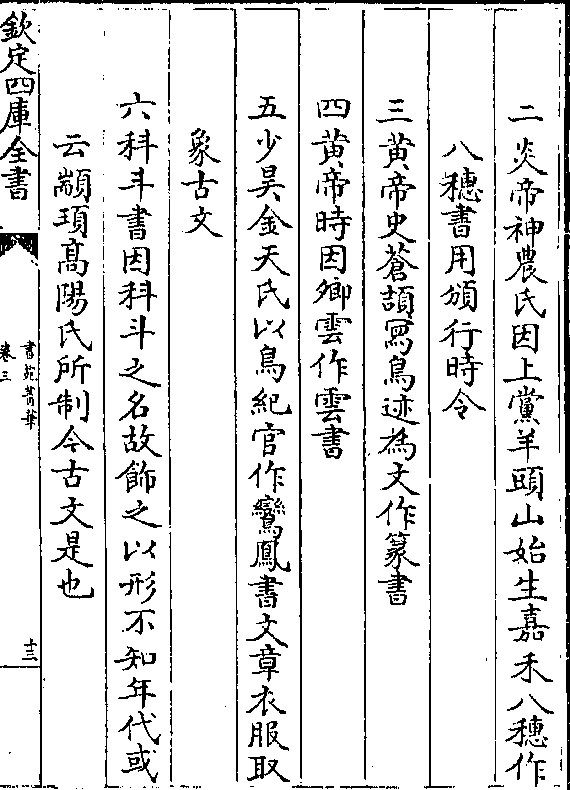 二炎帝神農氏因上黨羊頭山始生嘉禾八穗作
八穗書用頒行時令
三黄帝史蒼頡冩鳥迹為文作篆書
四黄帝時因卿雲作雲書
五少昊金天氏以鳥紀官作鸞鳳書文章衣服取
象古文
六科斗書因科斗之名故飾之以形不知年代或
云顓頊髙陽氏所制今古文是也
欽定四庫全書
書苑菁華
卷三
十三